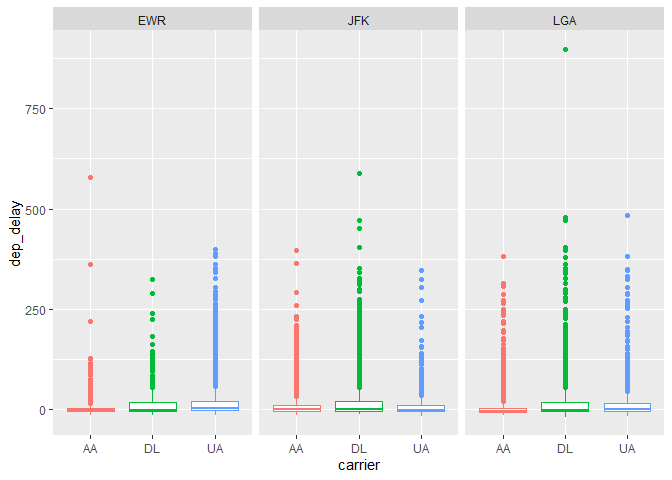 EWR JFK LGA
dep_delay
750
500
250
0
AA DL UA AA DL UA AA DL UA
carrier